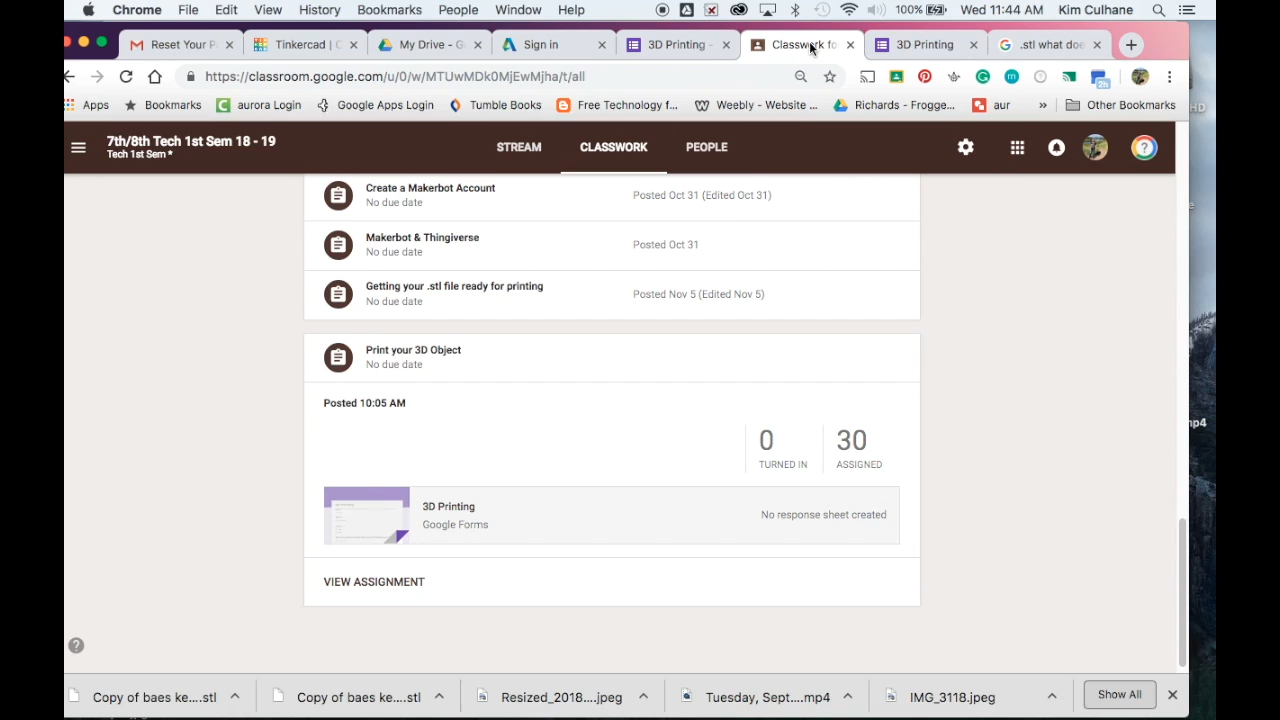 Chrome File Edit View History Bookmarks People Window Help 100% Wed 11:44 AM Kim Culhane
Reset Your P Tinkercad | C My Drive - G Sign in 3D Printing - Classwork fo 3D Printing .stl what doe
https://classroom.google.com/u/0/w/MTUwMDk0MjEwMjha/t/all
2h
Apps Bookmarks aurora Login Google Apps Login Tumble Books Free Technology f... Weebly - Website ... Richards - Frogge... aur » Other Bookmarks
HD
7th/8th Tech 1st Sem 18 - 19
Tech 1st Sem *
STREAM CLASSWORK PEOPLE
Create a Makerbot Account
No due date
Posted Oct 31 (Edited Oct 31)
Makerbot & Thingiverse
No due date
Posted Oct 31
Getting your .stl file ready for printing
No due date
Posted Nov 5 (Edited Nov 5)
Print your 3D Object
No due date
Posted 10:05 AM
0
TURNED IN
30
ASSIGNED
np4
3D Printing
Google Forms
No response sheet created
VIEW ASSIGNMENT
Copy of baes ke....stl Copy of baes ke....stl resized_2018...jpeg Tuesday, Sept....mp4 IMG_3118.jpeg Show All